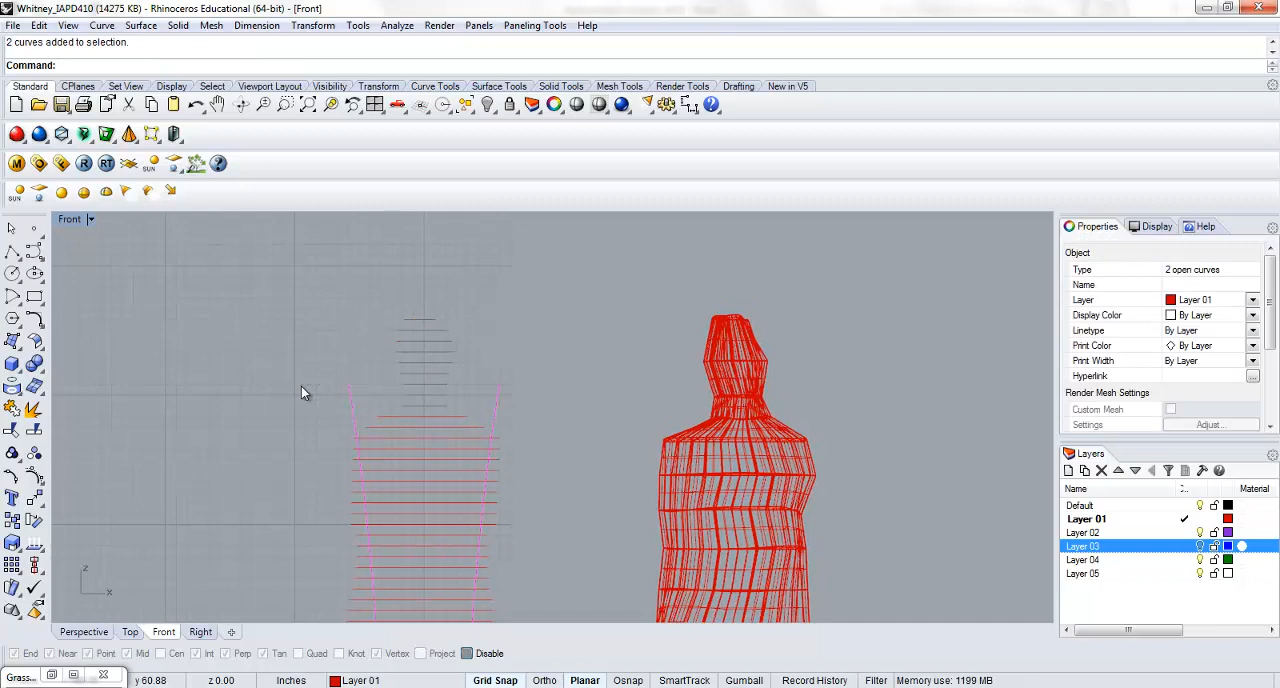 Whitney_IAPD410 (14275 KB) - Rhinoceros Educational (64-bit) - [Front]
File Edit View Curve Surface Solid Mesh Dimension Transform Tools Analyze Render Panels Paneling Tools Help
2 curves added to selection.
Command:
Standard CPlanes Set View Display Select Viewport Layout Visibility Transform Curve Tools Surface Tools Solid Tools Mesh Tools Render Tools Drafting New in V5
M R RT SUN
SUN
Front
Properties Display Help
Object
Type 2 open curves
Name
Layer Layer 01
Display Color By Layer
Linetype By Layer
Print Color By Layer
Print Width By Layer
Hyperlink
Render Mesh Settings
Custom Mesh
Settings Adjust...
Layers
Name Material
Default
Layer 01
Layer 02
Layer 03
Layer 04
Layer 05
z
x
Perspective Top Front Right
End Near Point Mid Cen Int Perp Tan Quad Knot Vertex Project Disable
Grass...
y 60.88 z 0.00 Inches Layer 01 Grid Snap Ortho Planar Osnap SmartTrack Gumball Record History Filter Memory use: 1199 MB